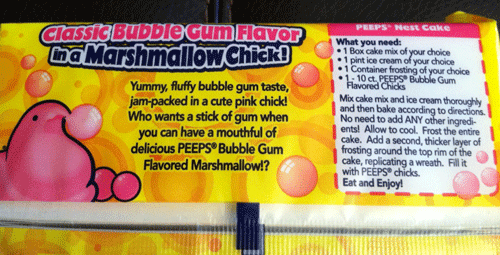 Classic Bubble Gum Flavor
in a Marshmallow Chick!
Yummy, fluffy bubble gum taste,
jam-packed in a cute pink chick!
Who wants a stick of gum when
you can have a mouthful of
delicious PEEPS® Bubble Gum
Flavored Marshmallow!?
PEEPS® Nest Cake
What you need:
• 1 Box cake mix of your choice
• 1 pint ice cream of your choice
• 1 Container frosting of your choice
• 1 - 10 ct. PEEPS® Bubble Gum
Flavored Chicks
Mix cake mix and ice cream thoroughly
and then bake according to directions.
No need to add ANY other ingredi-
ents! Allow to cool. Frost the entire
cake. Add a second, thicker layer of
frosting around the top rim of the
cake, replicating a wreath. Fill it
with PEEPS® chicks.
Eat and Enjoy!